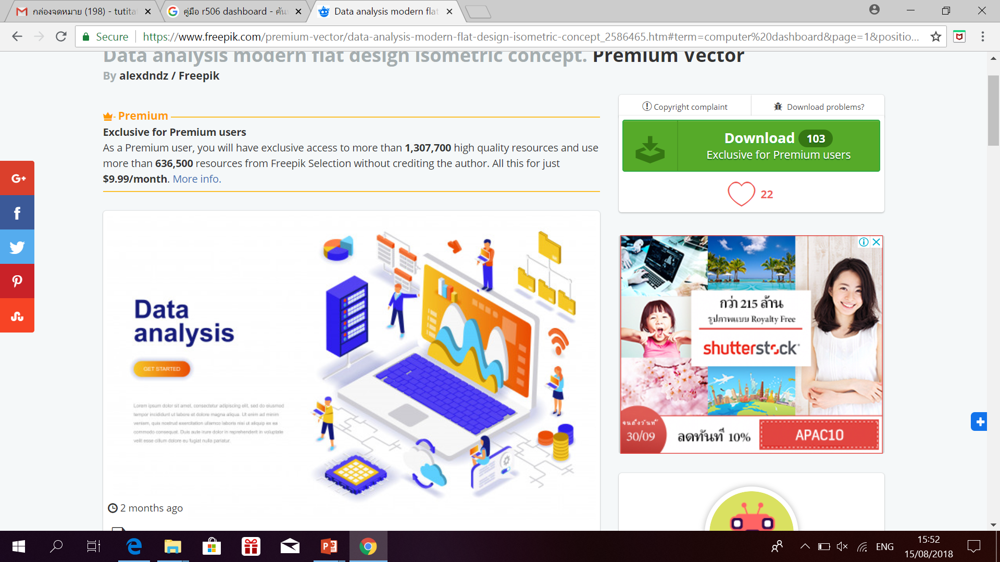 กล่องจดหมาย (198) - tutita
คู่มือ r506 dashboard - ค้น
Data analysis modern flat
Secure
https://www.freepik.com/premium-vector/data-analysis-modern-flat-design-isometric-concept_2586465.htm#term=computer%20dashboard&page=1&positio...
Data analysis modern flat design isometric concept. Premium Vector
By alexdndz / Freepik
Premium
Exclusive for Premium users
As a Premium user, you will have exclusive access to more than 1,307,700 high quality resources and use
more than 636,500 resources from Freepik Selection without crediting the author. All this for just
$9.99/month. More info.
Copyright complaint
Download problems?
Download 103
Exclusive for Premium users
22
G+
f
Data
analysis
GET STARTED
Lorem ipsum dolor sit amet, consectetur adipiscing elit, sed do eiusmod
tempor incididunt ut labore et dolore magna aliqua. Ut enim ad minim
veniam, quis nostrud exercitation ullamco laboris nisi ut aliquip ex ea
commodo consequat. Duis aute irure dolor in reprehenderit in voluptate
velit esse cillum dolore eu fugiat nulla pariatur.
2 months ago
กว่า 215 ล้าน
รูปภาพแบบ Royalty Free
shutterstock
จนถึงวันที่
30/09
ลดทันที 10%
APAC10
ENG
15:52
15/08/2018